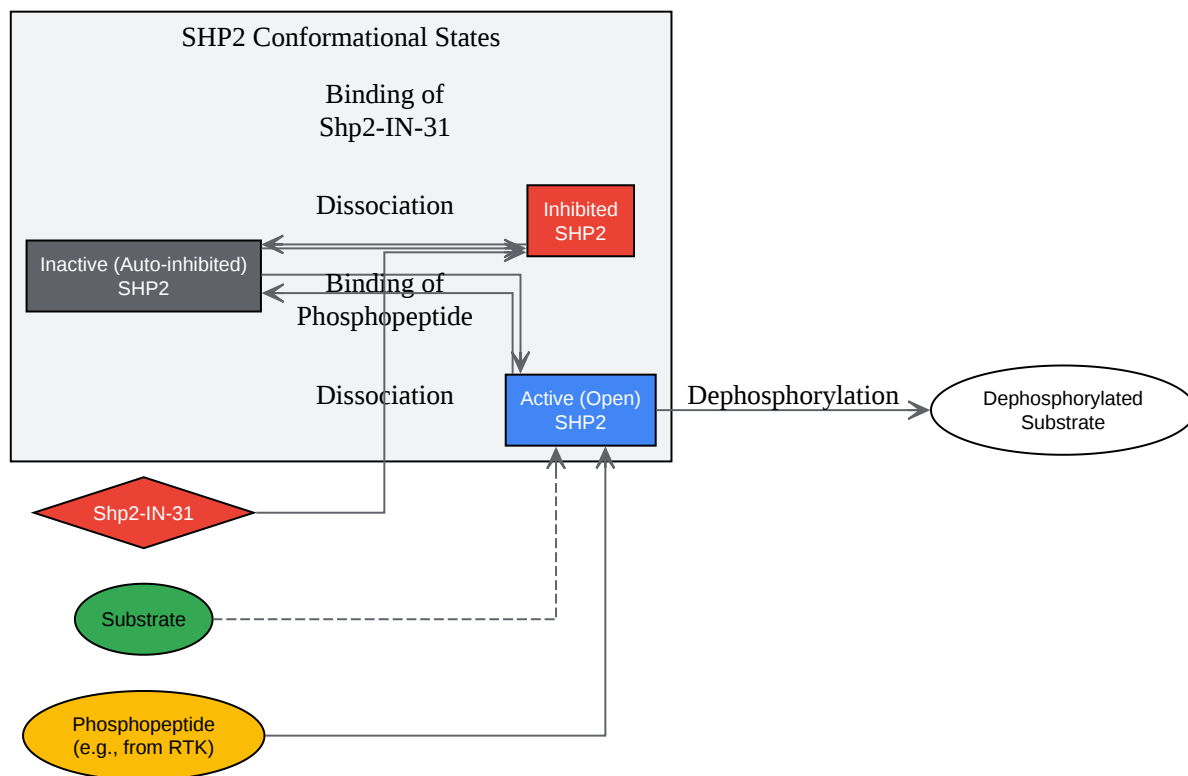 SHP2 Conformational States
Binding of
Shp2-IN-31
Dissociation
Inhibited
SHP2
Inactive (Auto-inhibited)
SHP2
Binding of
Phosphopeptide
Dissociation
Active (Open)
SHP2
Dephosphorylation
Dephosphorylated
Substrate
Shp2-IN-31
Substrate
Phosphopeptide
(e.g., from RTK)